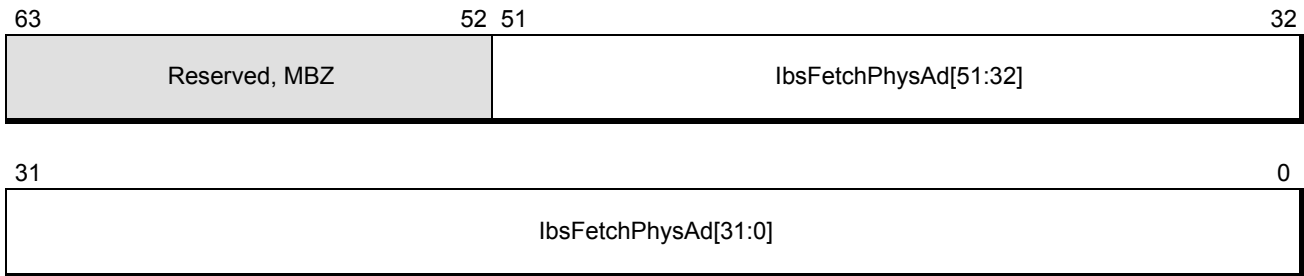 63 52 51 32
Reserved, MBZ IbsFetchPhysAd[51:32]
31 0
IbsFetchPhysAd[31:0]